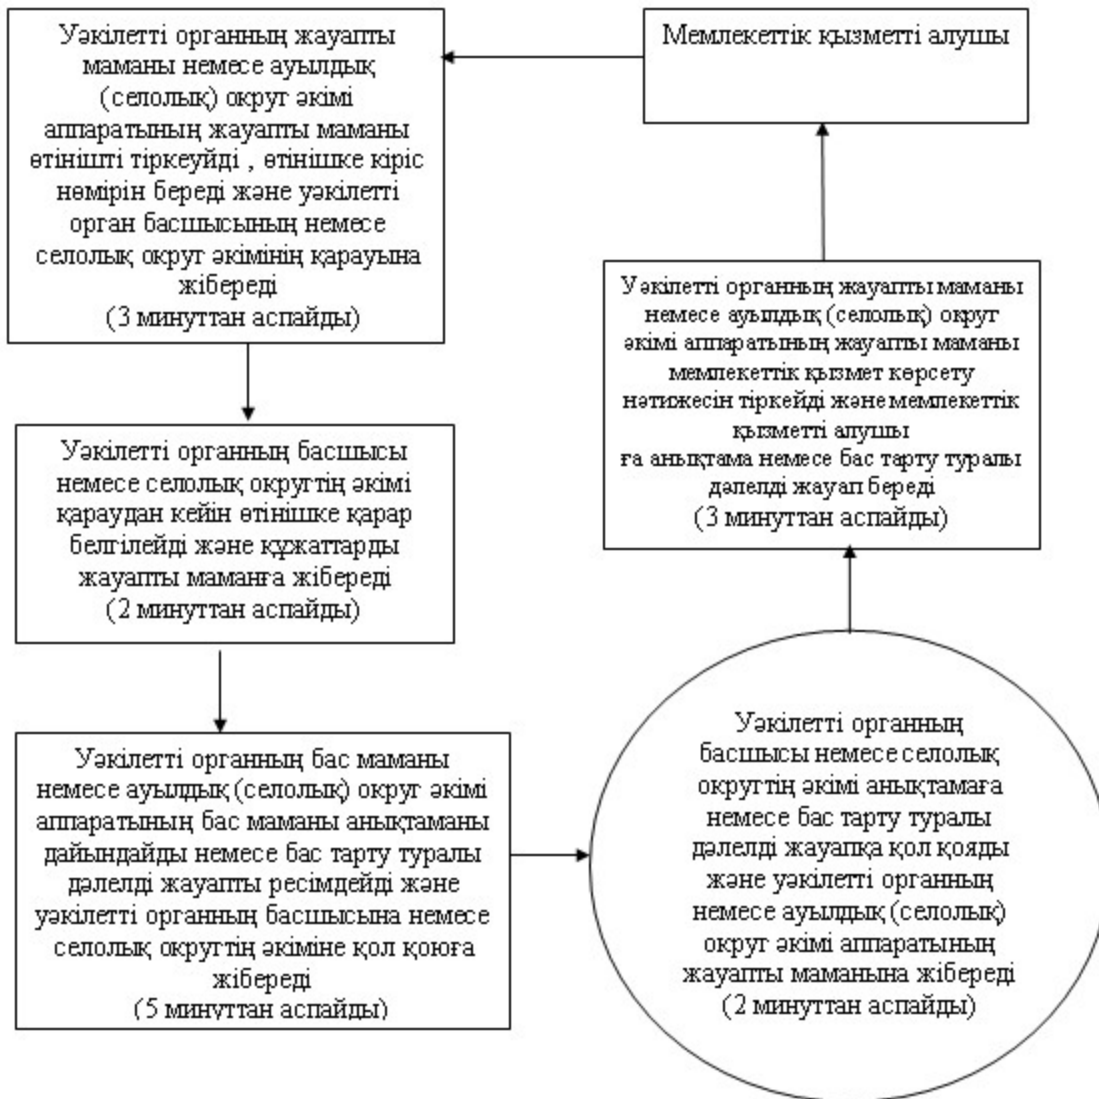 Уәкілетті органның жауапты
маманы немесе ауылдық
(селолық) округ әкімі
аппаратының жауапты маманы
өтінішті тіркеуйді , өтінішке кіріс
нөмірін береді және уәкілетті
орган басшысының немесе
селолық округ әкімінің қарауына
жібереді
(3 минуттан аспайды)
Уәкілетті органның басшысы
немесе селолық округтің әкімі
қараудан кейін өтінішке қарар
белгілейді және құжаттарды
жауапты маманға жібереді
(2 минуттан аспайды)
Уәкілетті органның бас маманы
немесе ауылдық (селолық) округ әкімі
аппаратының бас маманы анықтаманы
дайындайды немесе бас тарту туралы
дәлелді жауапты ресімдейді және
уәкілетті органның басшысына немесе
селолық округтің әкіміне қол қоюға
жібереді
(5 минуттан аспайды)
Уәкілетті органның
басшысы немесе селолық
округтің әкімі анықтамаға
немесе бас тарту туралы
дәлелді жауапқа қол қояды
және уәкілетті органның
немесе ауылдық (селолық)
округ әкімі аппаратының
жауапты маманына жібереді
(2 минуттан аспайды)
Уәкілетті органның жауапты маманы
немесе ауылдық (селолық) округ
әкімі аппаратының жауапты маманы
мемлекеттік қызмет көрсету
нәтижесін тіркейді және мемлекеттік
қызметті алушы
ға анықтама немесе бас тарту туралы
дәлелді жауап береді
(3 минуттан аспайды)
Мемлекеттік қызметті алушы